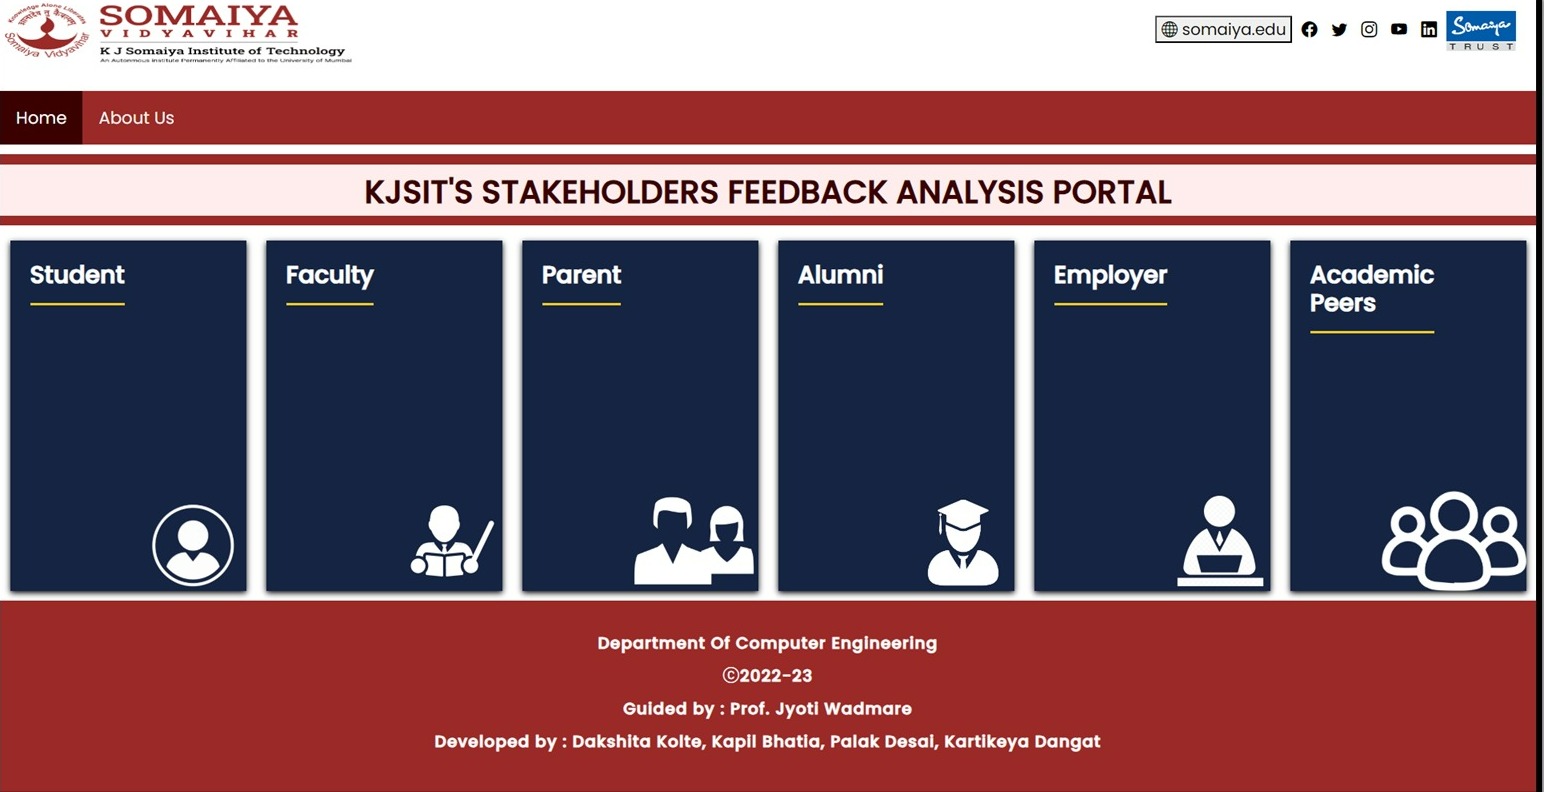 Knowledge Alone Liberates
Somaiya Vidyavihar
SOMAIYA
VIDYAVIHAR
K J Somaiya Institute of Technology
An Autonomous Institute Permanently Affiliated to the University of Mumbai
somaiya.edu
Somaiya
TRUST
Home
About Us
KJSIT'S STAKEHOLDERS FEEDBACK ANALYSIS PORTAL
Student
Faculty
Parent
Alumni
Employer
Academic
Peers
Department Of Computer Engineering
©2022-23
Guided by : Prof. Jyoti Wadmare
Developed by : Dakshita Kolte, Kapil Bhatia, Palak Desai, Kartikeya Dangat